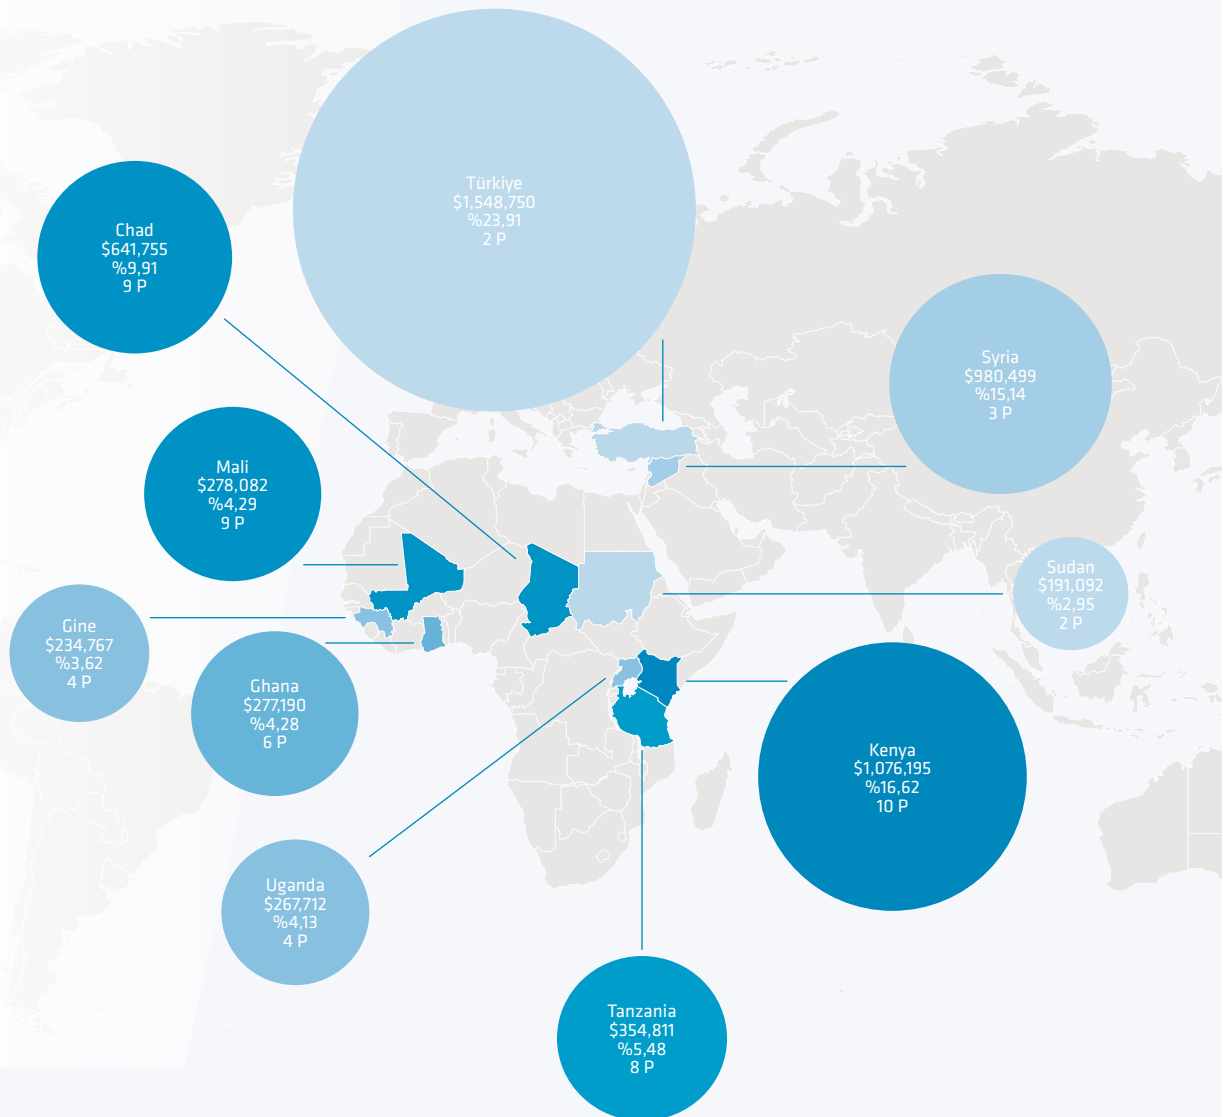 Türkiye
$1,548,750
%23,91
2 P
Chad
$641,755
%9,91
9 P
Syria
$980,499
%15,14
3 P
Mali
$278,082
%4,29
9 P
Sudan
$191,092
%2,95
2 P
Gine
$234,767
%3,62
4 P
Ghana
$277,190
%4,28
6 P
Kenya
$1,076,195
%16,62
10 P
Uganda
$267,712
%4,13
4 P
Tanzania
$354,811
%5,48
8 P